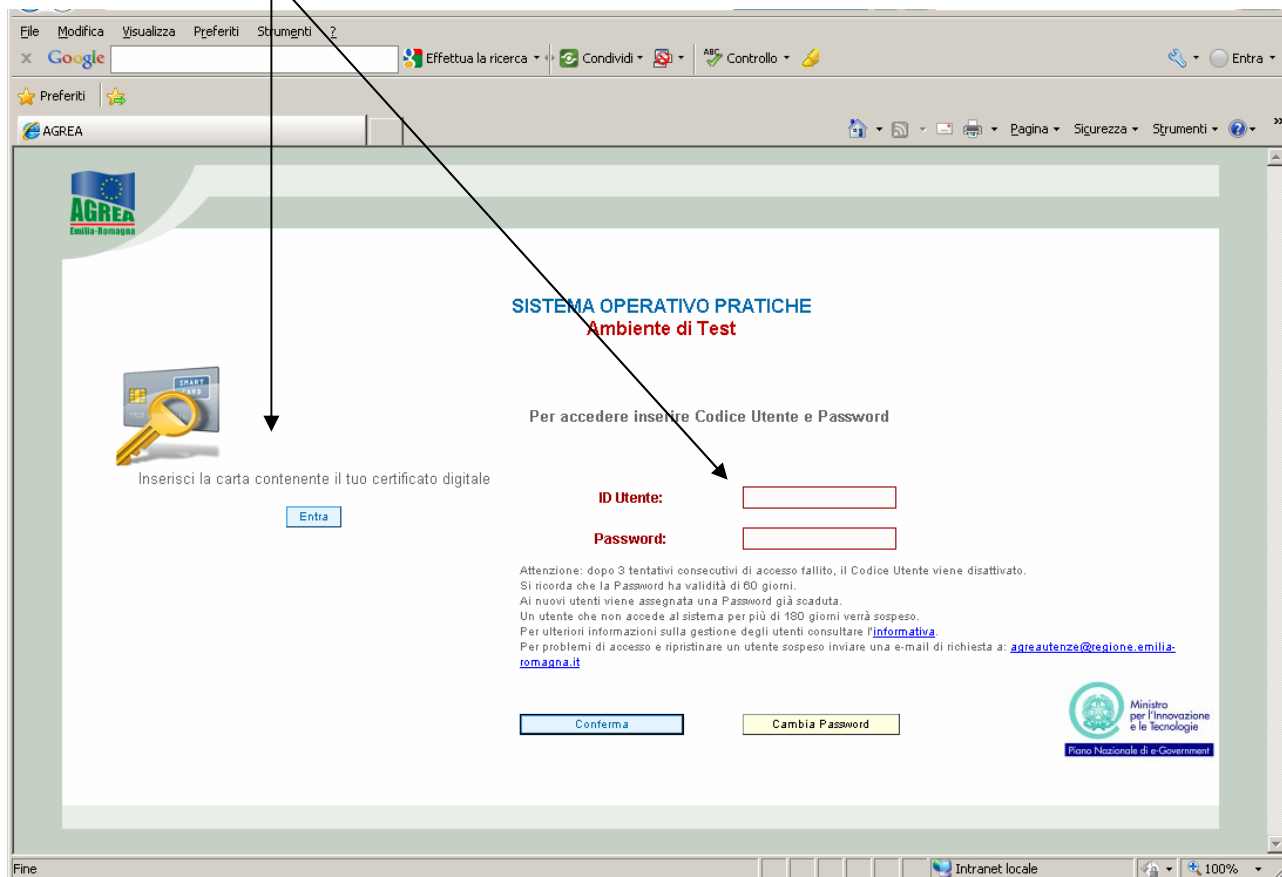 File Modifica Visualizza Preferiti Strumenti ?
x Google Effettua la ricerca Condividi ABC Controllo Entra
Preferiti
AGREA Pagina Sicurezza Strumenti »
AGREA
Emilia-Romagna
SISTEMA OPERATIVO PRATICHE
Ambiente di Test
SMART
CARD
Per accedere inserire Codice Utente e Password
Inserisci la carta contenente il tuo certificato digitale
Entra
ID Utente:
Password:
Attenzione: dopo 3 tentativi consecutivi di accesso fallito, il Codice Utente viene disattivato.
Si ricorda che la Password ha validità di 60 giorni.
Ai nuovi utenti viene assegnata una Password già scaduta.
Un utente che non accede al sistema per più di 180 giorni verrà sospeso.
Per ulteriori informazioni sulla gestione degli utenti consultare l'informativa.
Per problemi di accesso e ripristinare un utente sospeso inviare una e-mail di richiesta a: agreautenze@regione.emilia-
romagna.it
Conferma Cambia Password
Ministro
per l'Innovazione
e le Tecnologie
Piano Nazionale di e-Government
Fine Intranet locale 100%